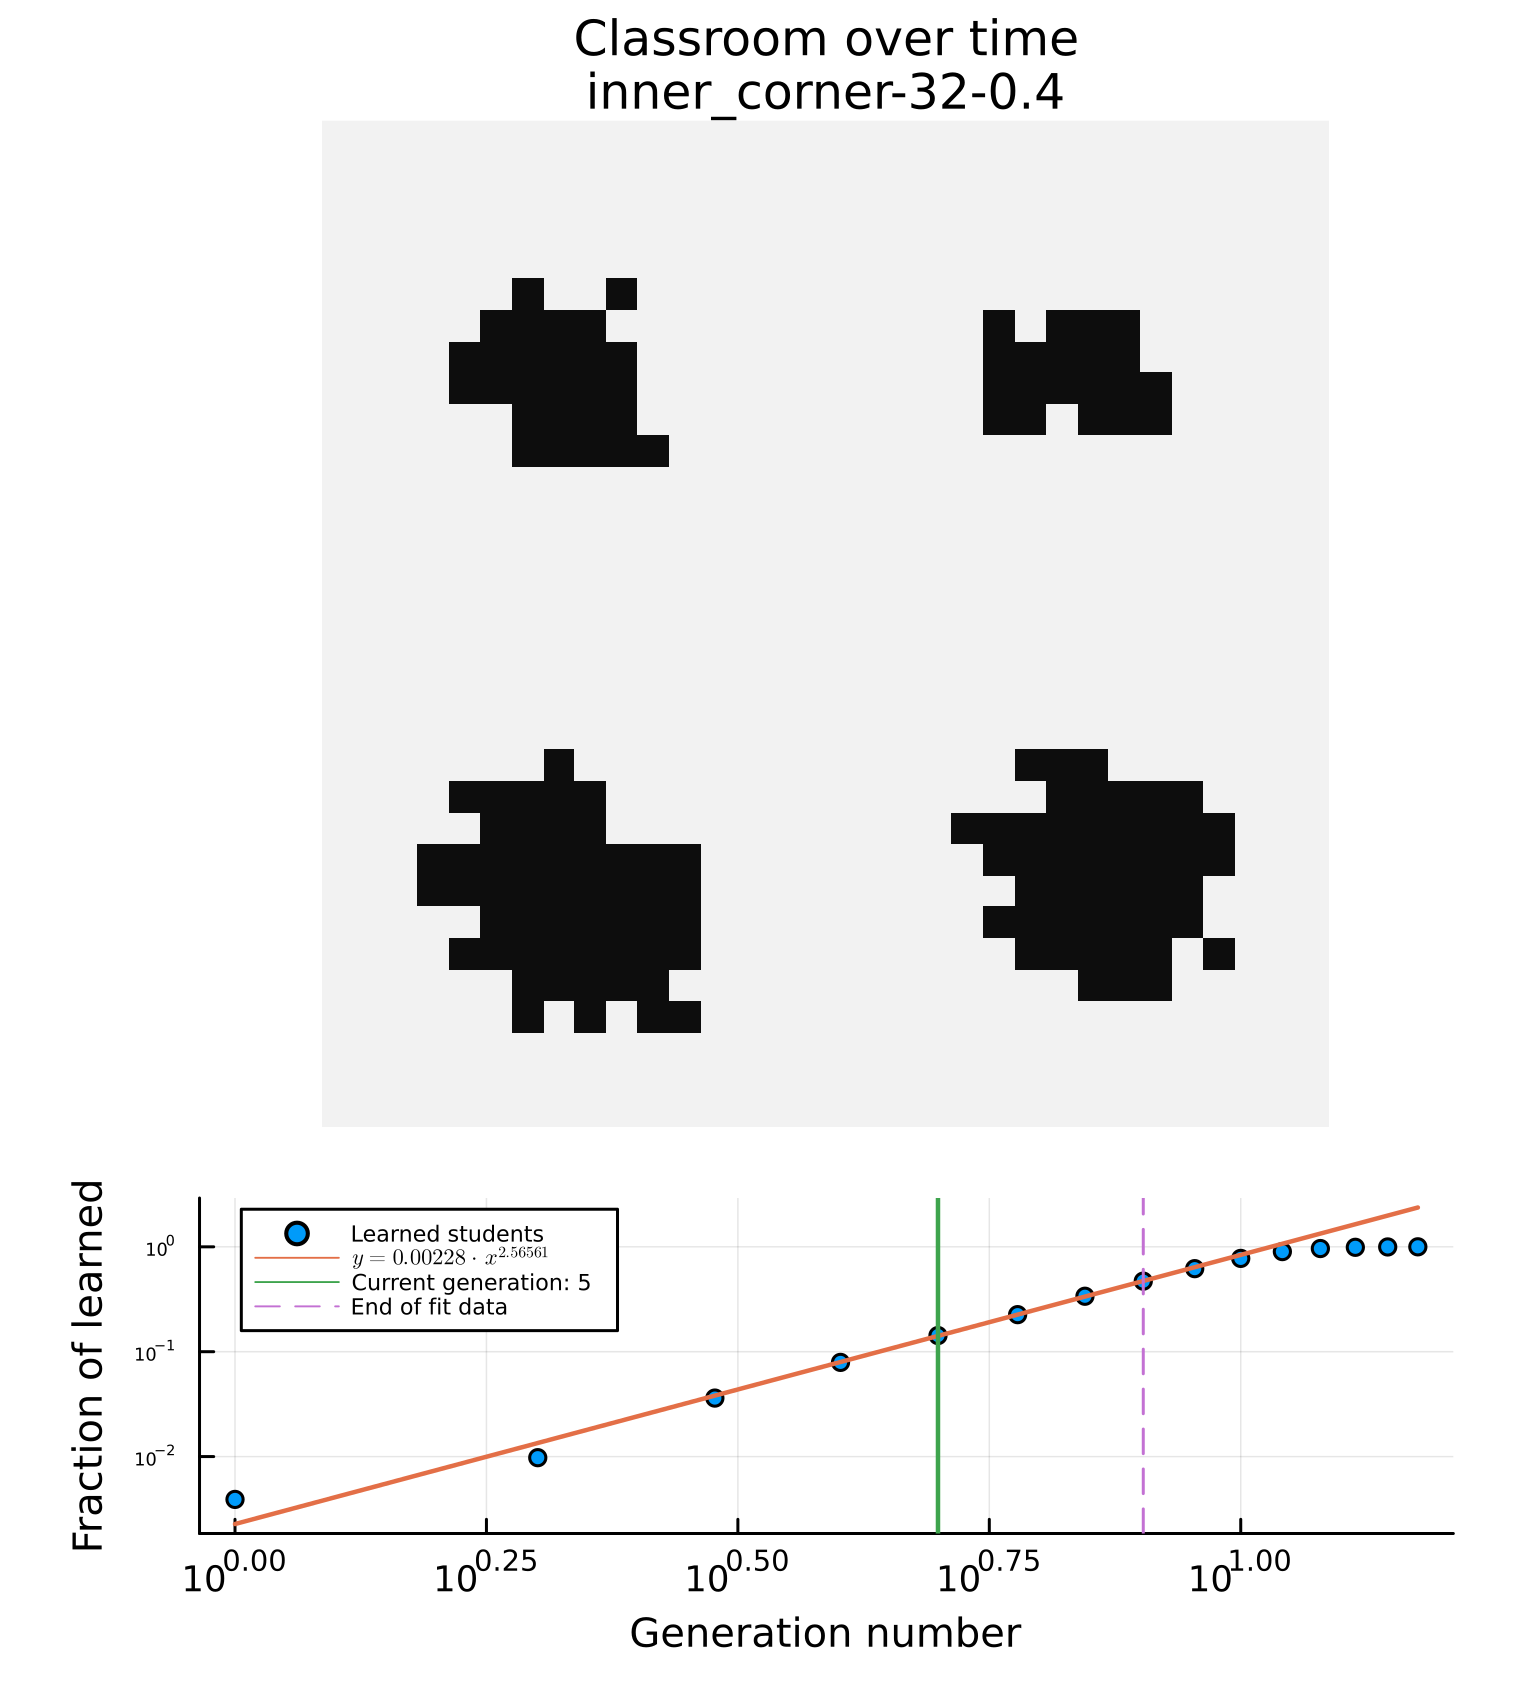 Classroom over time
inner_corner-32-0.4
Fraction of learned
10⁰
10⁻¹
10⁻²
Learned students
y = 0.00228 · x^2.56561
Current generation: 5
End of fit data
10^0.00 10^0.25 10^0.50 10^0.75 10^1.00
Generation number